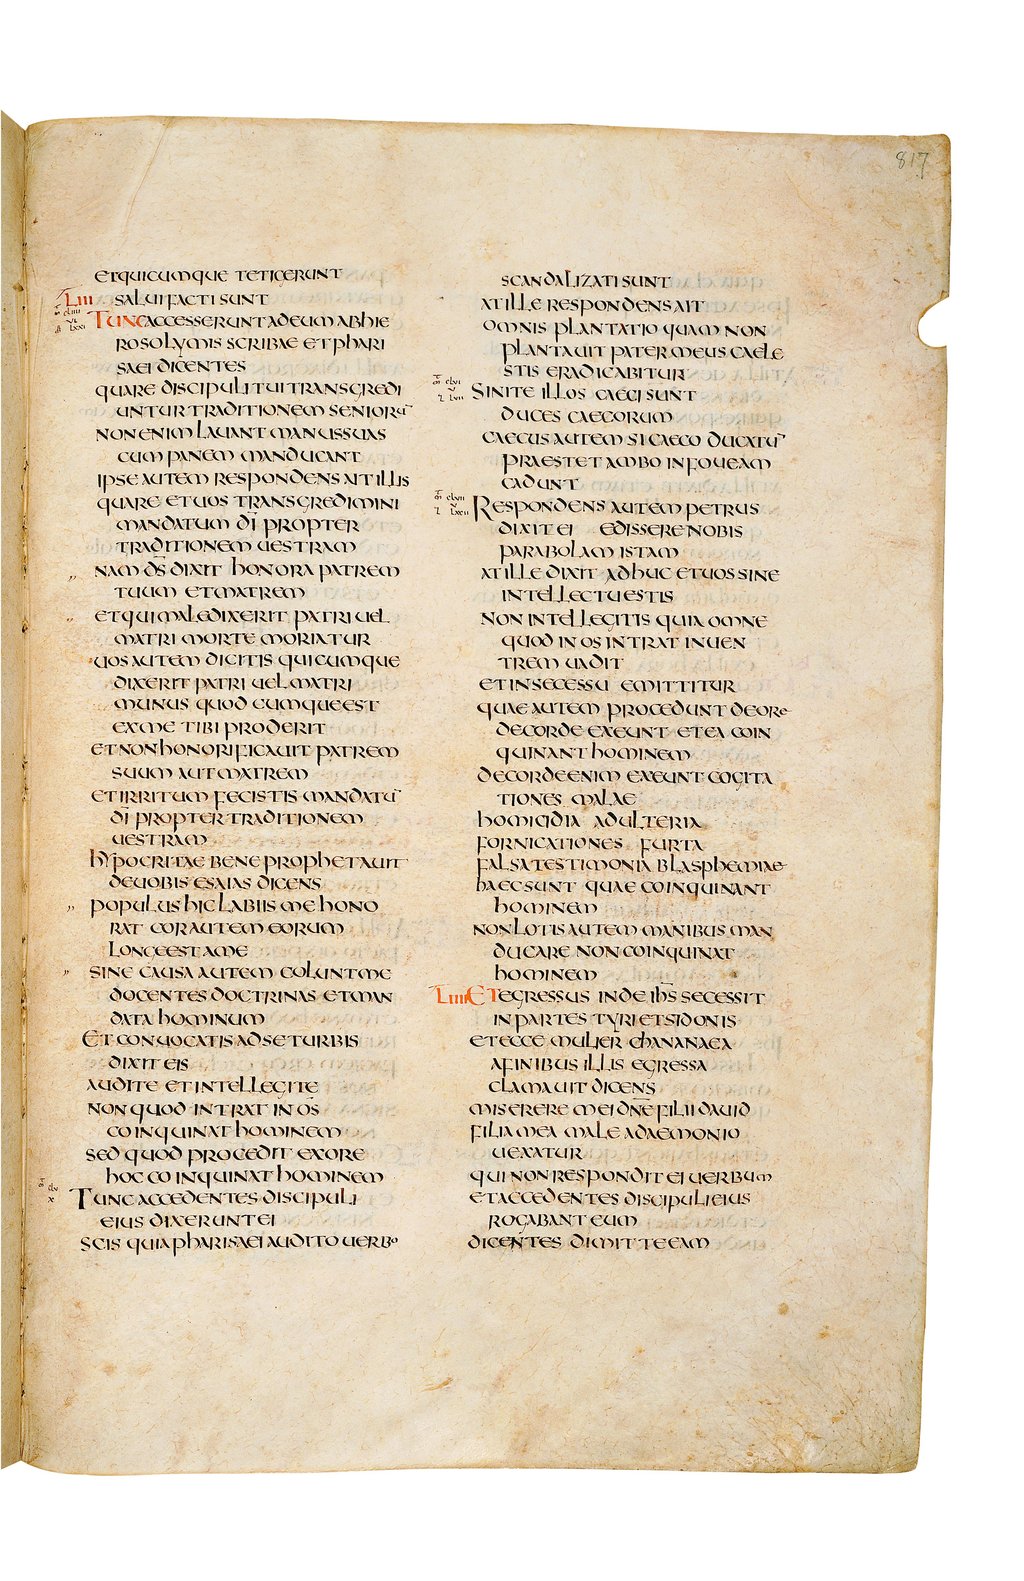 817
ETQUICUMQUE TETIGERUNT
LIII SALUI FACTI SUNT
TUNC ACCESSERUNT AD EUM AB HIE
ROSOLYMIS SCRIBAE ET PHARI
SAEI DICENTES
QUARE DISCIPULI TUI TRANSGREDI
UNTUR TRADITIONEM SENIORŪ
NON ENIM LAUANT MANUS SUAS
CUM PANEM MANDUCANT
IPSE AUTEM RESPONDENS AIT ILLIS
QUARE ET UOS TRANSGREDIMINI
MANDATUM DĪ PROPTER
TRADITIONEM UESTRAM
NAM DS̄ DIXIT HONORA PATREM
TUUM ET MATREM
ET QUI MALEDIXERIT PATRI UEL
MATRI MORTE MORIATUR
UOS AUTEM DICITIS QUICUMQUE
DIXERIT PATRI UEL MATRI
MUNUS QUODCUMQUE EST
EX ME TIBI PRODERIT
ET NON HONORIFICAUIT PATREM
SUUM AUT MATREM
ET IRRITUM FECISTIS MANDATŪ
DĪ PROPTER TRADITIONEM
UESTRAM
HYPOCRITAE BENE PROPHETAUIT
DE UOBIS ESAIAS DICENS
POPULUS HIC LABIIS ME HONO
RAT COR AUTEM EORUM
LONGE EST A ME
SINE CAUSA AUTEM COLUNT ME
DOCENTES DOCTRINAS ET MAN
DATA HOMINUM
ET CONUOCATIS AD SE TURBIS
DIXIT EIS
AUDITE ET INTELLEGITE
NON QUOD INTRAT IN OS
COINQUINAT HOMINEM
SED QUOD PROCEDIT EX ORE
HOC COINQUINAT HOMINEM
TUNC ACCEDENTES DISCIPULI
EIUS DIXERUNT EI
SCIS QUIA PHARISAEI AUDITO UERBO
SCANDALIZATI SUNT
AT ILLE RESPONDENS AIT
OMNIS PLANTATIO QUAM NON
PLANTAUIT PATER MEUS CAELE
STIS ERADICABITUR
SINITE ILLOS CAECI SUNT
DUCES CAECORUM
CAECUS AUTEM SI CAECO DUCATŪ
PRAESTET AMBO IN FOUEAM
CADUNT
RESPONDENS AUTEM PETRUS
DIXIT EI EDISSERE NOBIS
PARABOLAM ISTAM
AT ILLE DIXIT ADHUC ET UOS SINE
INTELLECTU ESTIS
NON INTELLEGITIS QUIA OMNE
QUOD IN OS INTRAT IN UEN
TREM UADIT
ET IN SECESSU EMITTITUR
QUAE AUTEM PROCEDUNT DE ORE
DE CORDE EXEUNT ET EA COIN
QUINANT HOMINEM
DE CORDE ENIM EXEUNT COGITA
TIONES MALAE
HOMICIDIA ADULTERIA
FORNICATIONES FURTA
FALSA TESTIMONIA BLASPHEMIAE
HAEC SUNT QUAE COINQUINANT
HOMINEM
NON LOTIS AUTEM MANIBUS MAN
DUCARE NON COINQUINAT
HOMINEM
LIIII ET EGRESSUS INDE IHS̄ SECESSIT
IN PARTES TYRI ET SIDONIS
ET ECCE MULIER CHANANAEA
A FINIBUS ILLIS EGRESSA
CLAMAUIT DICENS
MISERERE MEI DN̄E FILII DAUID
FILIA MEA MALE A DAEMONIO
UEXATUR
QUI NON RESPONDIT EI UERBUM
ET ACCEDENTES DISCIPULI EIUS
ROGABANT EUM
DICENTES DIMITTE EAM